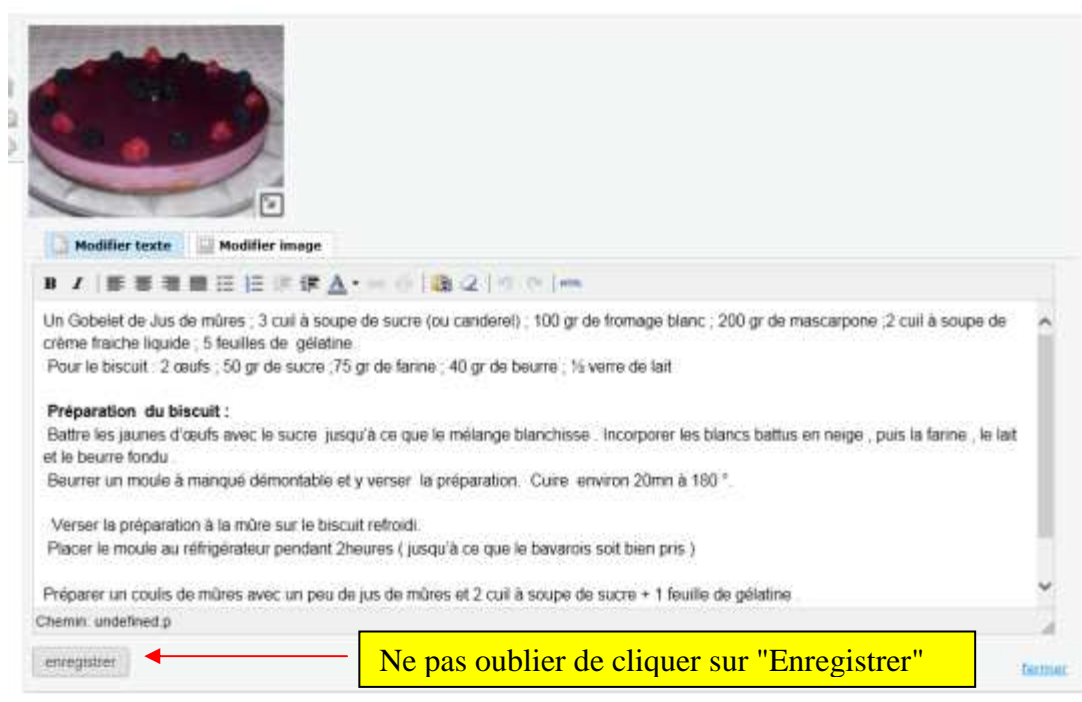 Modifier texte Modifier image
B I A HTML
Un Gobelet de Jus de mûres ; 3 cuil à soupe de sucre (ou canderel) ; 100 gr de fromage blanc ; 200 gr de mascarpone ;2 cuil à soupe de
crème fraiche liquide ; 5 feuilles de gélatine
Pour le biscuit : 2 œufs ; 50 gr de sucre ;75 gr de farine ; 40 gr de beurre ; ½ verre de lait
Préparation du biscuit :
Battre les jaunes d'œufs avec le sucre jusqu'à ce que le mélange blanchisse . Incorporer les blancs battus en neige , puis la farine , le lait
et le beurre fondu .
Beurrer un moule à manqué démontable et y verser la préparation. Cuire environ 20mn à 180 °.
Verser la préparation à la mûre sur le biscuit refroidi.
Placer le moule au réfrigérateur pendant 2heures ( jusqu'à ce que le bavarois soit bien pris )
Préparer un coulis de mûres avec un peu de jus de mûres et 2 cuil à soupe de sucre + 1 feuille de gélatine .
Chemin: undefined.p
enregistrer
Ne pas oublier de cliquer sur "Enregistrer"
fermer